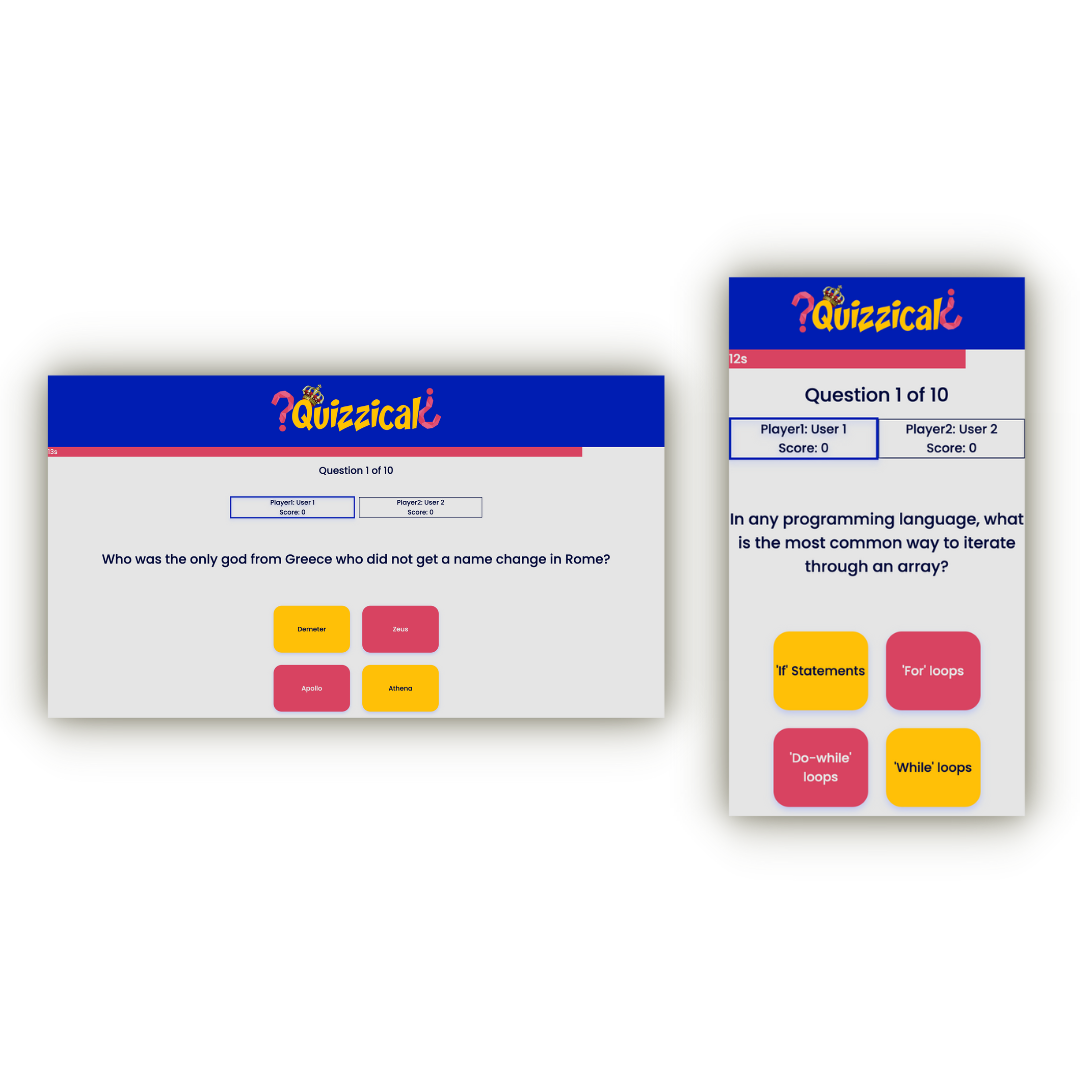 ?Quizzical¿
13s
Question 1 of 10
Player1: User 1
Score: 0
Player2: User 2
Score: 0
Who was the only god from Greece who did not get a name change in Rome?
Demeter
Zeus
Apollo
Athena
?Quizzical¿
12s
Question 1 of 10
Player1: User 1
Score: 0
Player2: User 2
Score: 0
In any programming language, what
is the most common way to iterate
through an array?
'If' Statements
'For' loops
'Do-while'
loops
'While' loops